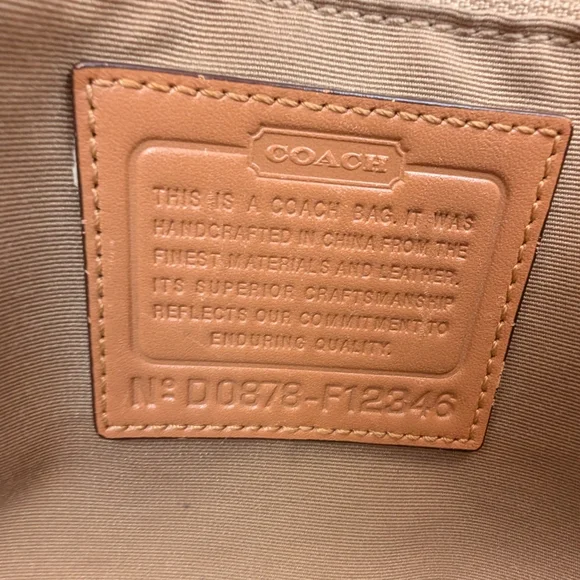 COACH
THIS IS A COACH BAG. IT WAS
HANDCRAFTED IN CHINA FROM THE
FINEST MATERIALS AND LEATHER.
ITS SUPERIOR CRAFTSMANSHIP
REFLECTS OUR COMMITMENT TO
ENDURING QUALITY.
Nº D0878-F12346